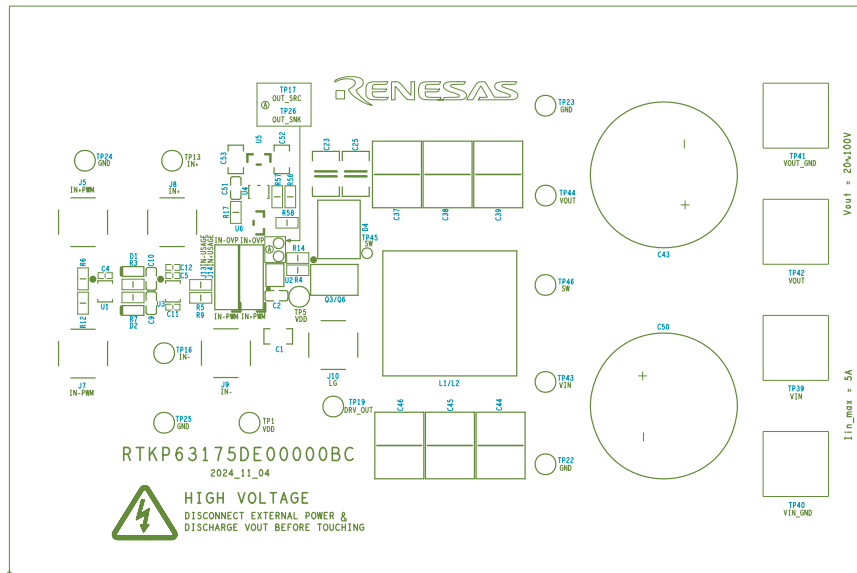 RENESAS
TP17
OUT_SRC
A
TP26
OUT_SNK
TP23
GND
TP41
VOUT_GND
Vout = 20~100V
U5
C53
C52
C23
C25
TP24
GND
TP13
IN+
J5
IN+PWM
J8
IN+
C51
U4
R57
R56
R17
R58
U6
C37
C38
C39
TP44
VOUT
D4
TP45
SW
C43
TP42
VOUT
IN-OVP
IN+OVP
A
J13
IN-USAGE
J14
IN+USAGE
R14
R4
U2
Q3/Q6
D1
R3
R6
C4
C10
C12
C5
U1
U3
R5
R9
C2
TP5
VDD
TP46
SW
R12
R7
D2
C9
C11
IN-PWM
IN+PWM
C1
C50
TP16
IN-
J7
IN-PWM
J9
IN-
J10
LG
L1/L2
TP43
VIN
TP39
VIN
Iin_max = 5A
TP19
DRV_OUT
C46
C45
C44
TP25
GND
TP1
VDD
TP22
GND
RTKP63175DE00000BC
2024_11_04
HIGH VOLTAGE
DISCONNECT EXTERNAL POWER &
DISCHARGE VOUT BEFORE TOUCHING
TP40
VIN_GND